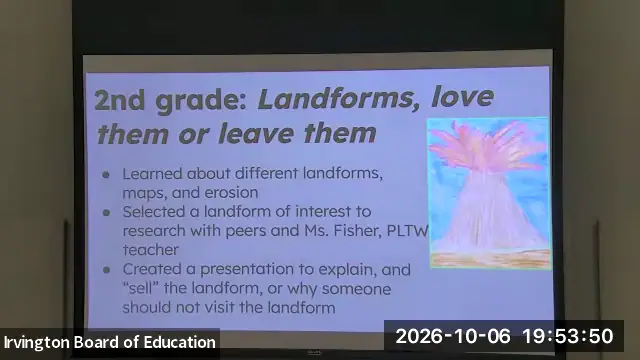 2nd grade: Landforms, love
them or leave them
● Learned about different landforms,
maps, and erosion
● Selected a landform of interest to
research with peers and Ms. Fisher, PLTW
teacher
● Created a presentation to explain, and
“sell” the landform, or why someone
should not visit the landform
Irvington Board of Education
2026-10-06 19:53:50